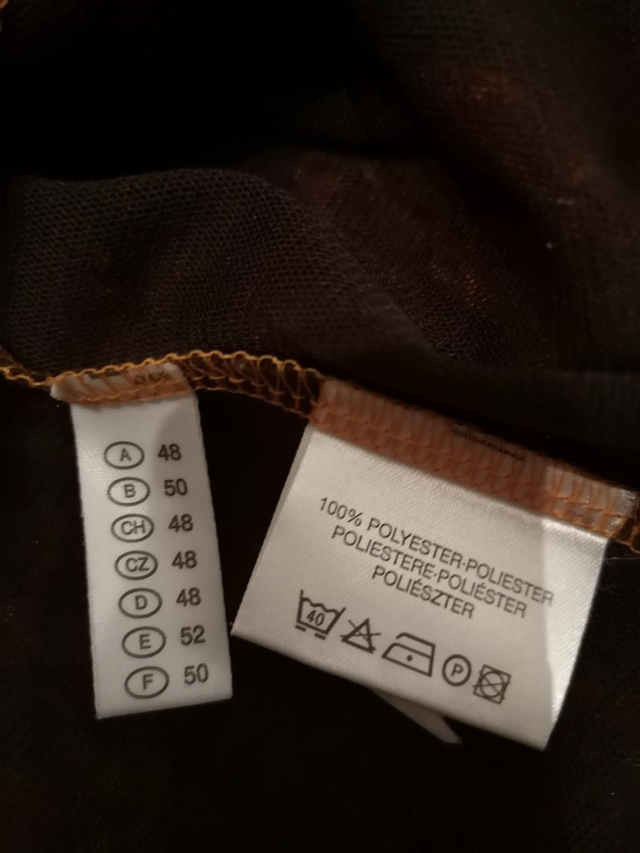 A 48
B 50
CH 48
CZ 48
D 48
E 52
F 50
100% POLYESTER·POLIESTER
POLIESTERE·POLIÉSTER
POLIÉSZTER
40
P